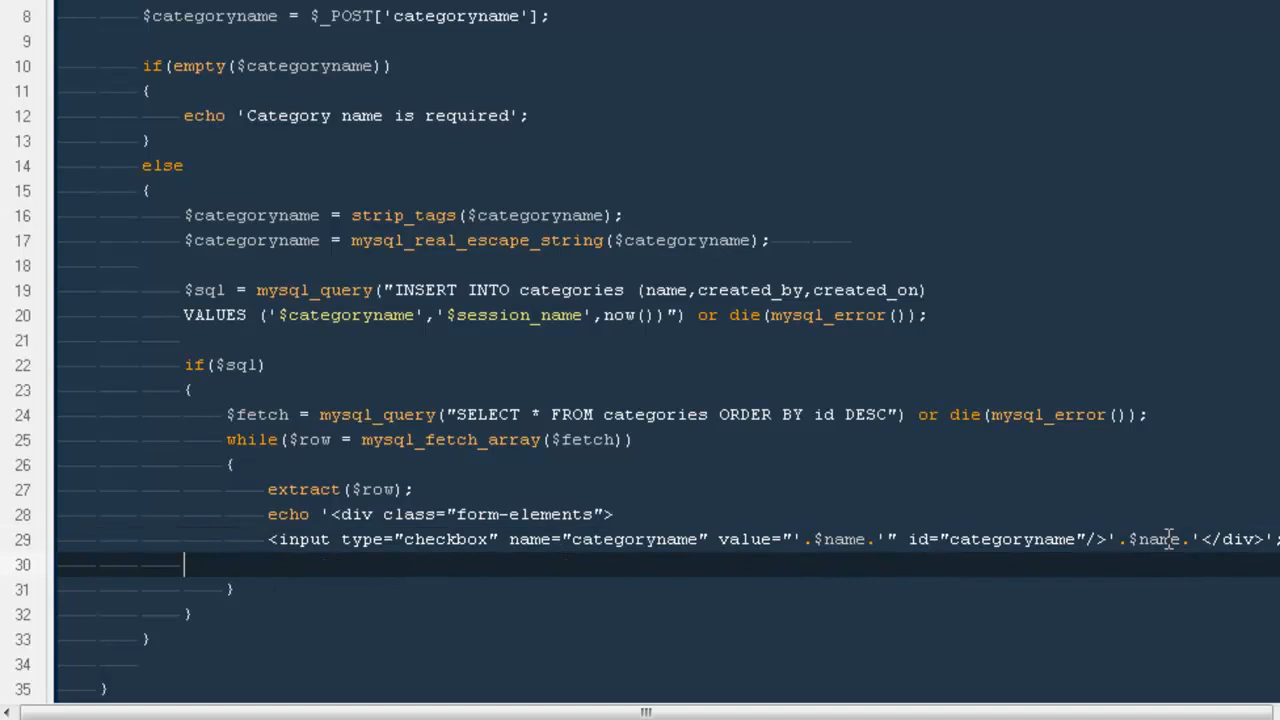 8 $categoryname = $_POST['categoryname'];
9
10 if(empty($categoryname))
11 {
12 echo 'Category name is required';
13 }
14 else
15 {
16 $categoryname = strip_tags($categoryname);
17 $categoryname = mysql_real_escape_string($categoryname);
18
19 $sql = mysql_query("INSERT INTO categories (name,created_by,created_on)
20 VALUES ('$categoryname','$session_name',now())") or die(mysql_error());
21
22 if($sql)
23 {
24 $fetch = mysql_query("SELECT * FROM categories ORDER BY id DESC") or die(mysql_error());
25 while($row = mysql_fetch_array($fetch))
26 {
27 extract($row);
28 echo '<div class="form-elements">
29 <input type="checkbox" name="categoryname" value="'.$name.'" id="categoryname"/>'.$name.'</div>';
30
31 }
32 }
33 }
34
35 }